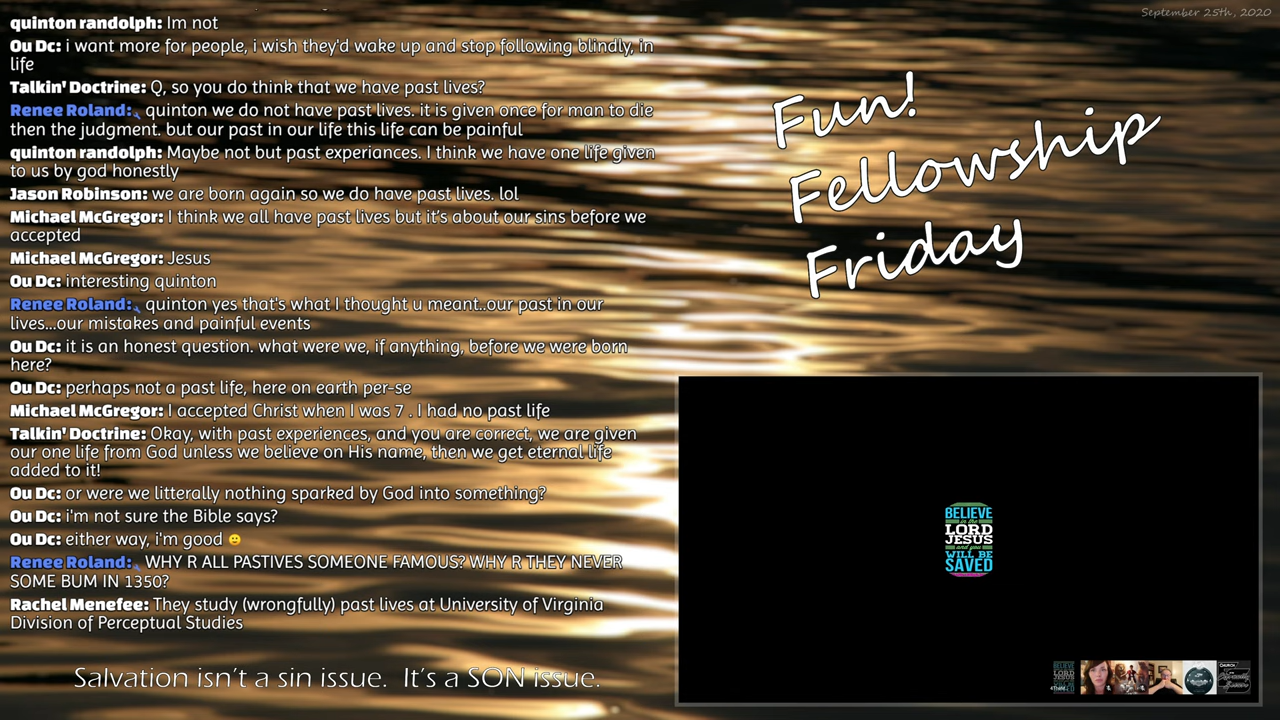 September 25th, 2020
quinton randolph: Im not
Ou Dc: i want more for people, i wish they'd wake up and stop following blindly, in
life
Talkin' Doctrine: Q, so you do think that we have past lives?
Renee Roland: quinton we do not have past lives. it is given once for man to die
then the judgment. but our past in our life this life can be painful
quinton randolph: Maybe not but past experiances. I think we have one life given
to us by god honestly
Jason Robinson: we are born again so we do have past lives. lol
Michael McGregor: I think we all have past lives but it's about our sins before we
accepted
Michael McGregor: Jesus
Ou Dc: interesting quinton
Renee Roland: quinton yes that's what I thought u meant..our past in our
lives...our mistakes and painful events
Ou Dc: it is an honest question. what were we, if anything, before we were born
here?
Ou Dc: perhaps not a past life, here on earth per-se
Michael McGregor: I accepted Christ when I was 7 . I had no past life
Talkin' Doctrine: Okay, with past experiences, and you are correct, we are given
our one life from God unless we believe on His name, then we get eternal life
added to it!
Ou Dc: or were we litterally nothing sparked by God into something?
Ou Dc: i'm not sure the Bible says?
Ou Dc: either way, i'm good 🙂
Renee Roland: WHY R ALL PASTIVES SOMEONE FAMOUS? WHY R THEY NEVER
SOME BUM IN 1350?
Rachel Menefee: They study (wrongfully) past lives at University of Virginia
Division of Perceptual Studies
Salvation isn't a sin issue. It's a SON issue.
Fun!
Fellowship
Friday
BELIEVE
in the
LORD
JESUS
and you
WILL BE
SAVED